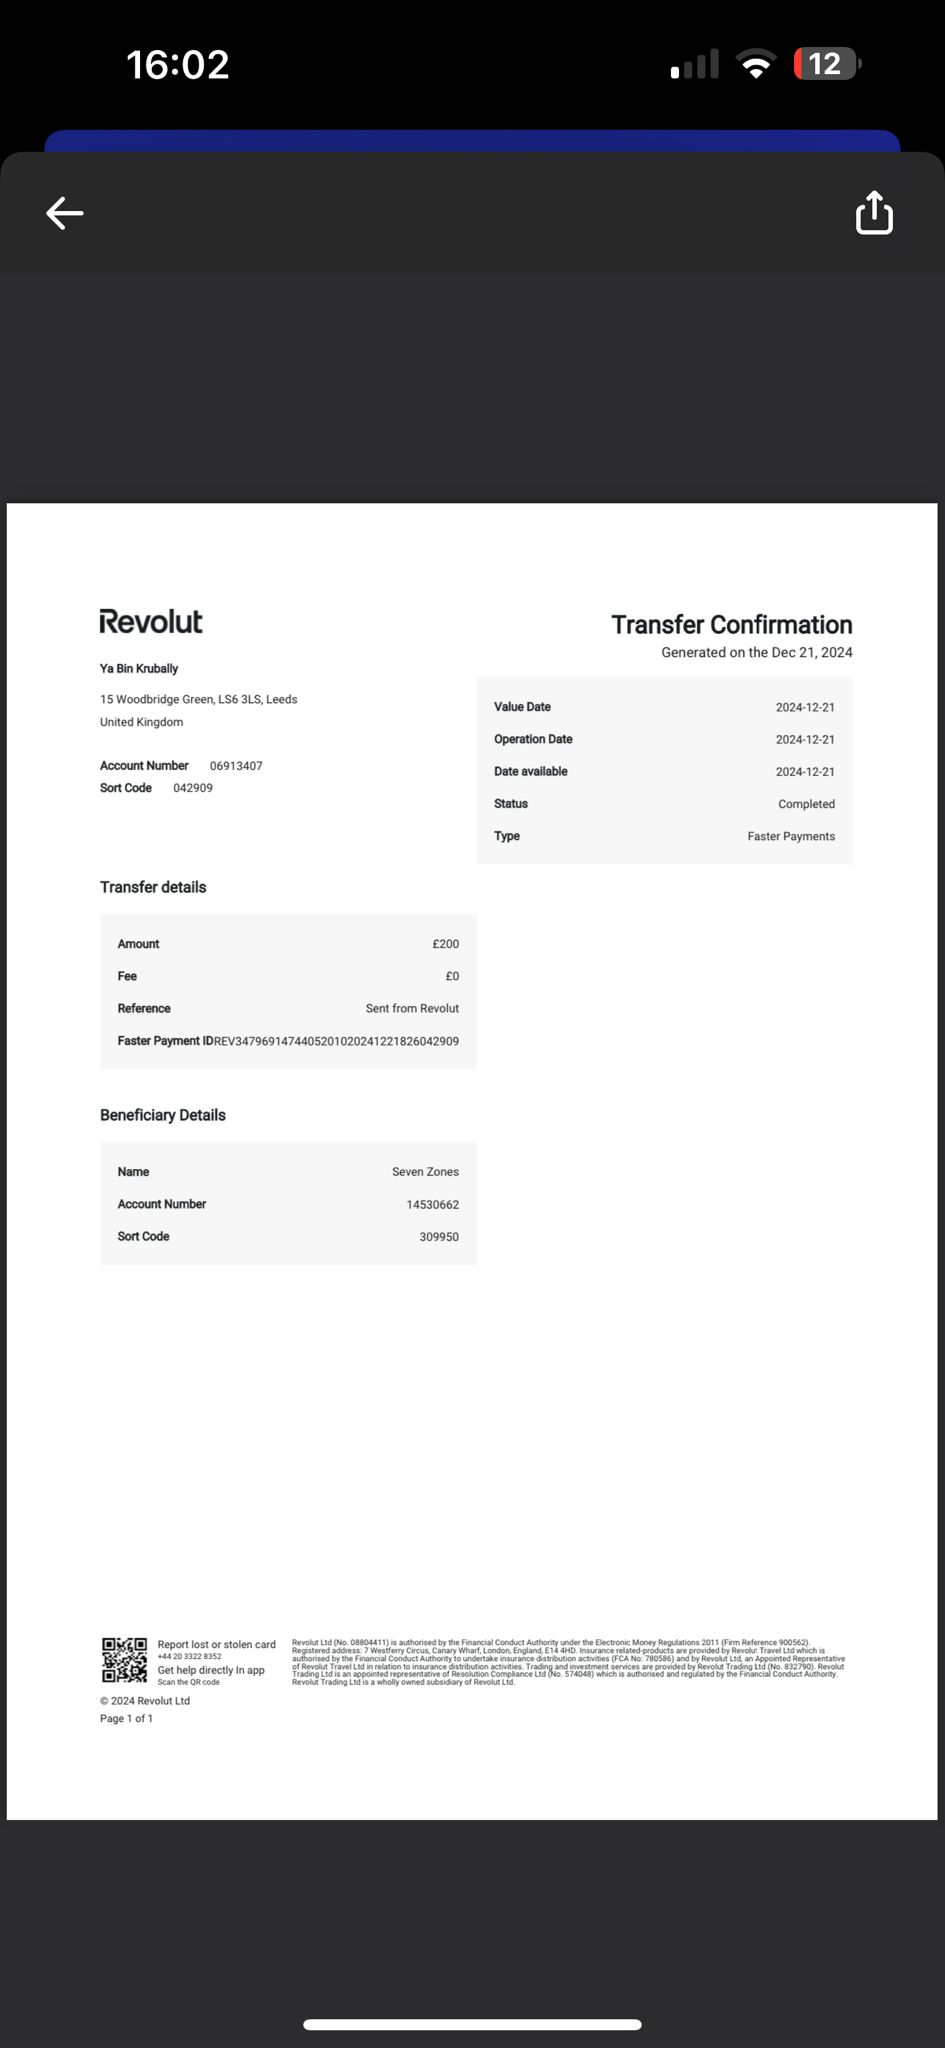 16:02
12
Revolut
Transfer Confirmation
Generated on the Dec 21, 2024
Ya Bin Krubally
15 Woodbridge Green, LS6 3LS, Leeds
United Kingdom
Account Number 06913407
Sort Code 042909
Value Date 2024-12-21
Operation Date 2024-12-21
Date available 2024-12-21
Status Completed
Type Faster Payments
Transfer details
Amount £200
Fee £0
Reference Sent from Revolut
Faster Payment IDREV347969147440520102024122182604​2909
Beneficiary Details
Name Seven Zones
Account Number 14530662
Sort Code 309950
Report lost or stolen card
+44 20 3322 8352
Get help directly In app
Scan the QR code
Revolut Ltd (No. 08804411) is authorised by the Financial Conduct Authority under the Electronic Money Regulations 2011 (Firm Reference 900562).
Registered address: 7 Westferry Circus, Canary Wharf, London, England, E14 4HD. Insurance related-products are provided by Revolut Travel Ltd which is
authorised by the Financial Conduct Authority to undertake insurance distribution activities (FCA No: 780586) and by Revolut Ltd, an Appointed Representative
of Revolut Travel Ltd in relation to insurance distribution activities. Trading and investment services are provided by Revolut Trading Ltd (No. 832790). Revolut
Trading Ltd is an appointed representative of Resolution Compliance Ltd (No. 574048) which is authorised and regulated by the Financial Conduct Authority.
Revolut Trading Ltd is a wholly owned subsidiary of Revolut Ltd.
© 2024 Revolut Ltd
Page 1 of 1